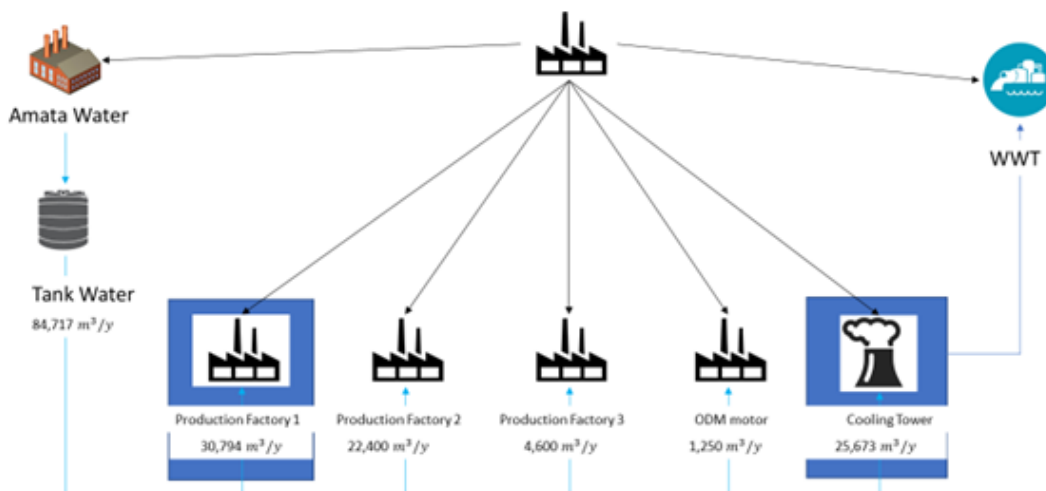 Amata Water
WWT
Tank Water
84,717 m³/y
Production Factory 1
30,794 m³/y
Production Factory 2
22,400 m³/y
Production Factory 3
4,600 m³/y
ODM motor
1,250 m³/y
Cooling Tower
25,673 m³/y